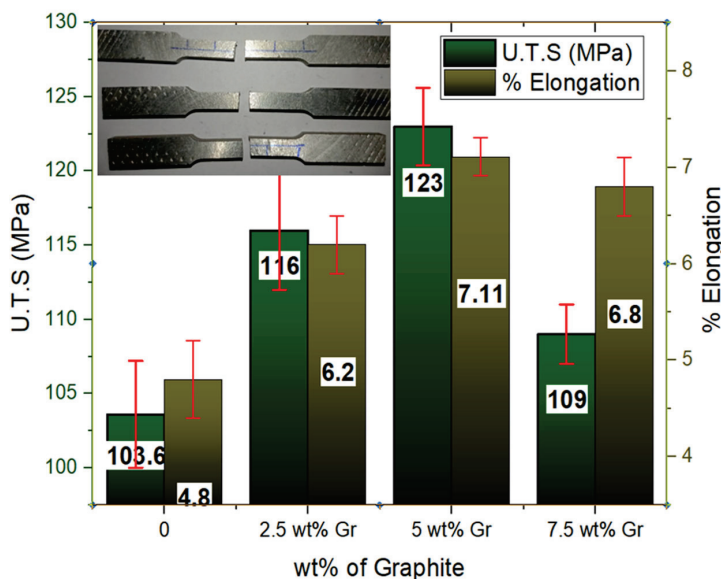 U.T.S (MPa)
% Elongation
130
125
120
115
110
105
100
U.T.S (MPa)
8
7
6
5
4
% Elongation
103.6
4.8
116
6.2
123
7.11
109
6.8
0
2.5 wt% Gr
5 wt% Gr
7.5 wt% Gr
wt% of Graphite